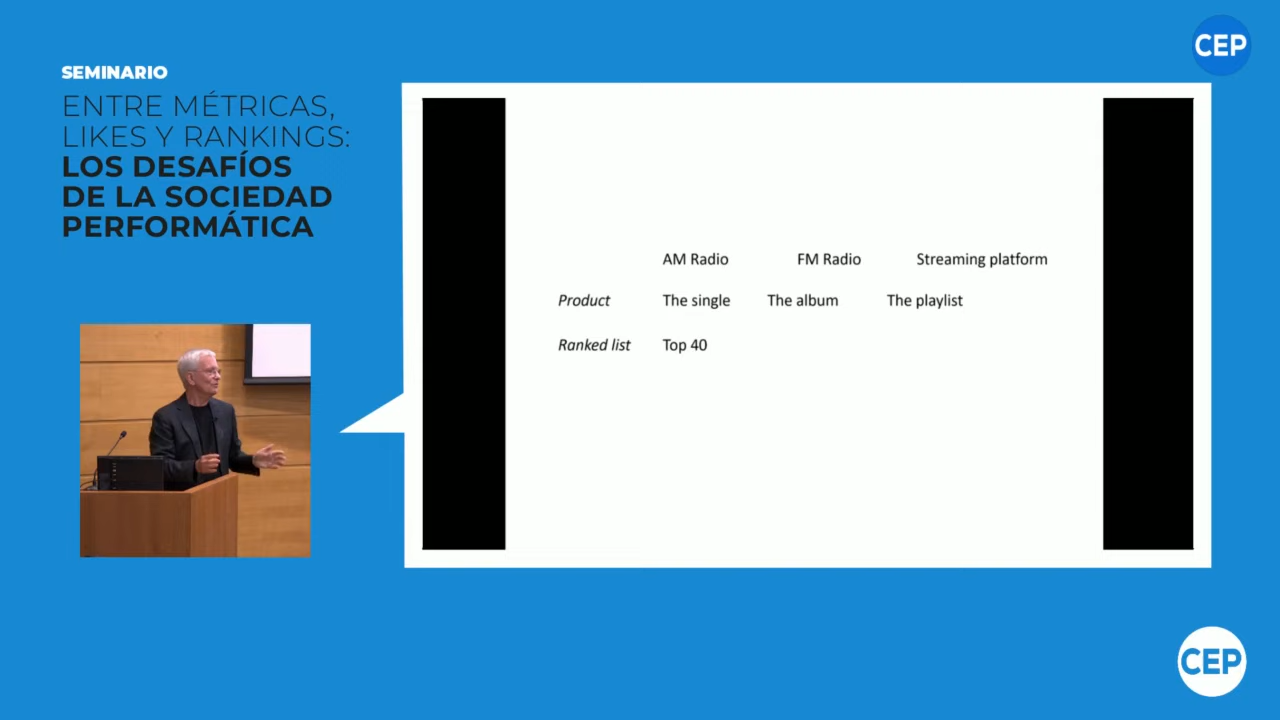 SEMINARIO
ENTRE MÉTRICAS,
LIKES Y RANKINGS:
LOS DESAFÍOS
DE LA SOCIEDAD
PERFORMÁTICA
CEP
AM Radio FM Radio Streaming platform
Product The single The album The playlist
Ranked list Top 40
CEP